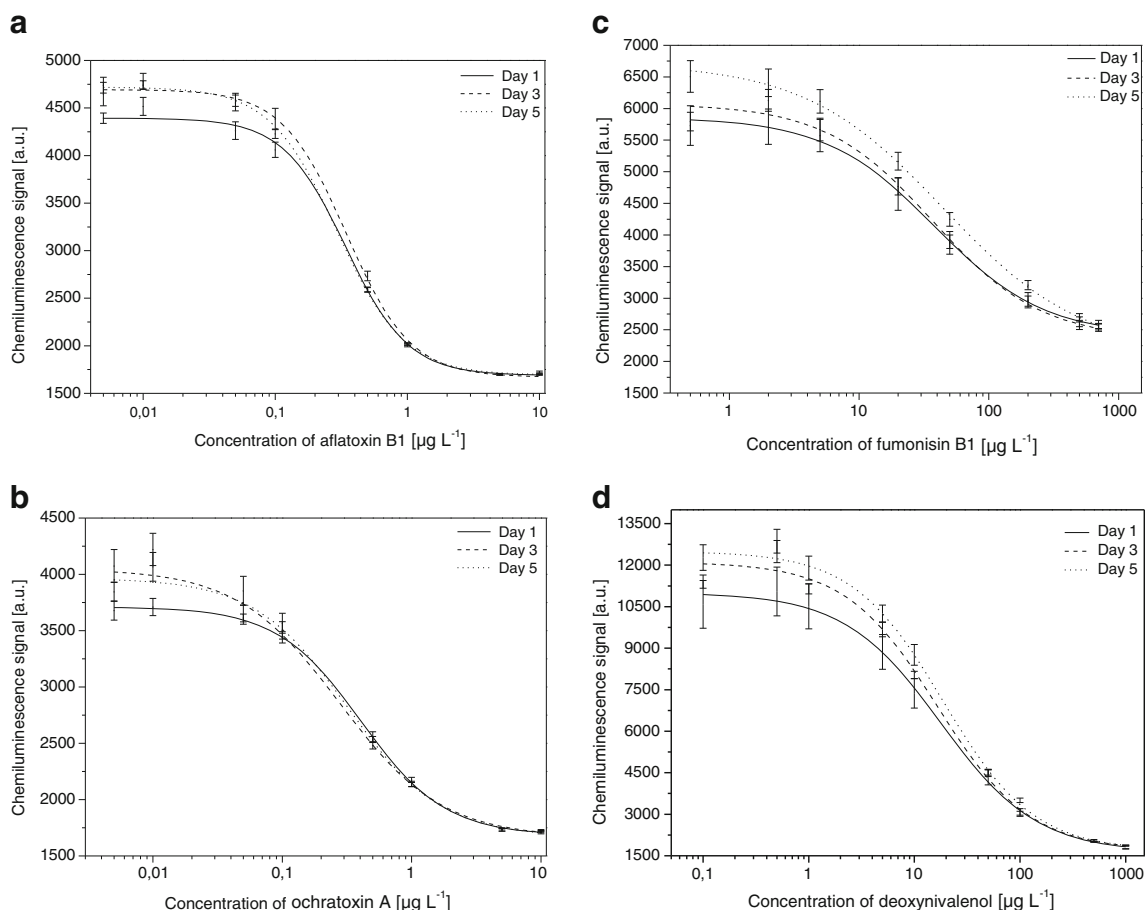 a
5000
4500
4000
3500
3000
2500
2000
1500
Chemiluminescence signal [a.u.]
Day 1
Day 3
Day 5
0,01
0,1
1
10
Concentration of aflatoxin B1 [µg L⁻¹]
c
7000
6500
6000
5500
5000
4500
4000
3500
3000
2500
2000
1500
Chemiluminescence signal [a.u.]
Day 1
Day 3
Day 5
1
10
100
1000
Concentration of fumonisin B1 [µg L⁻¹]
b
4500
4000
3500
3000
2500
2000
1500
Chemiluminescence signal [a.u.]
Day 1
Day 3
Day 5
0,01
0,1
1
10
Concentration of ochratoxin A [µg L⁻¹]
d
13500
12000
10500
9000
7500
6000
4500
3000
1500
Chemiluminescence signal [a.u.]
Day 1
Day 3
Day 5
0,1
1
10
100
1000
Concentration of deoxynivalenol [µg L⁻¹]